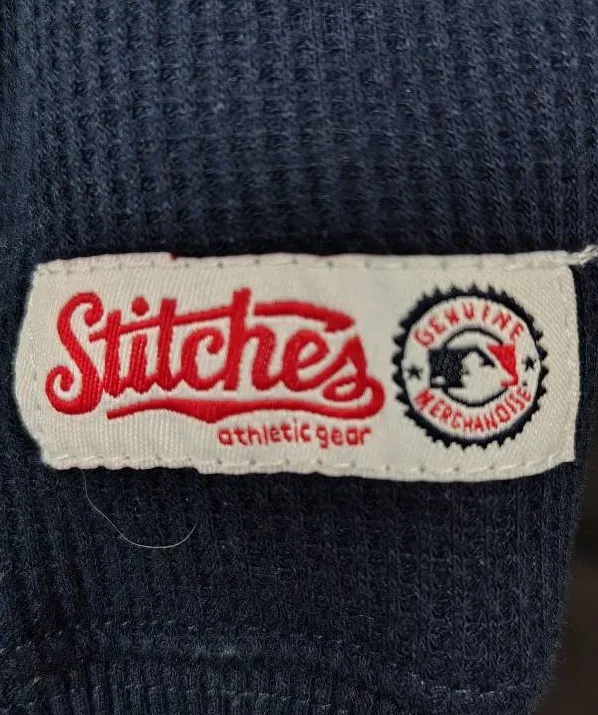 Stitches
athletic gear
GENUINE
MERCHANDISE